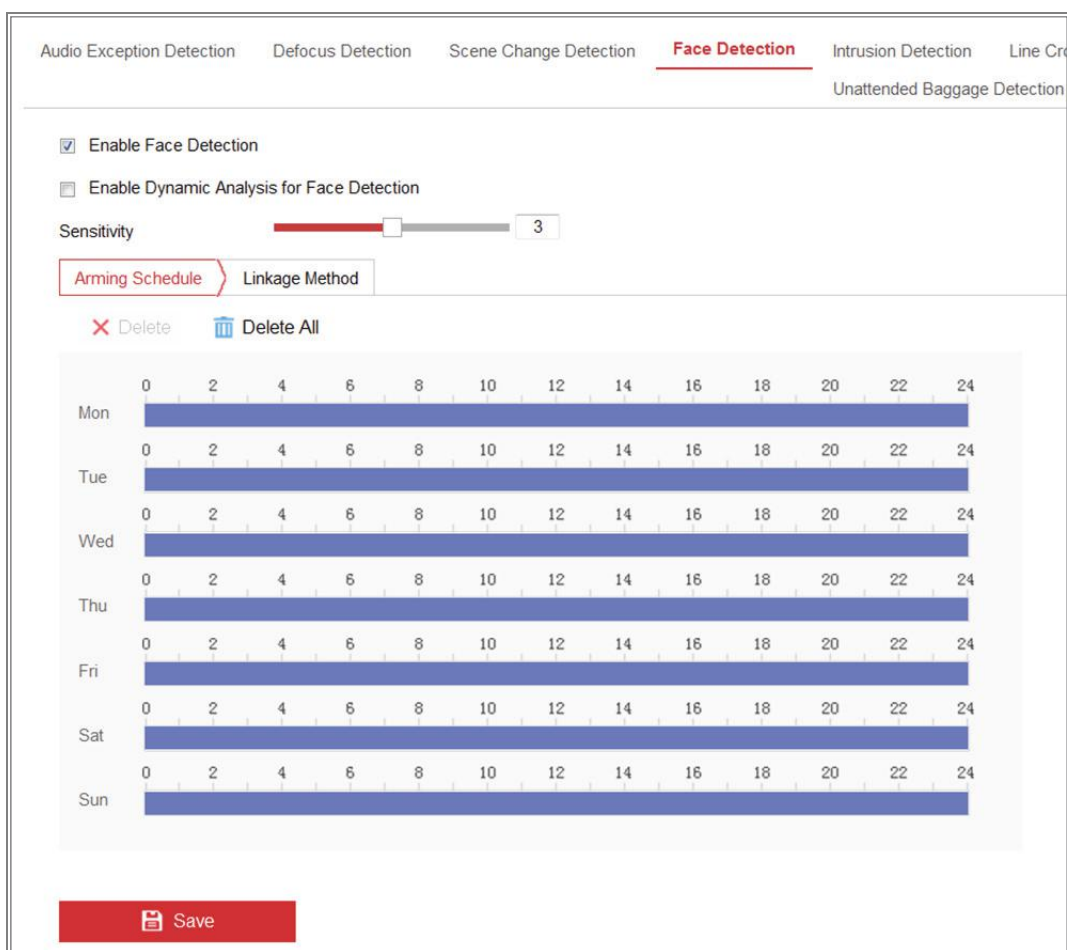 Audio Exception Detection Defocus Detection Scene Change Detection Face Detection Intrusion Detection Line Cro
Unattended Baggage Detection
Enable Face Detection
Enable Dynamic Analysis for Face Detection
Sensitivity 3
Arming Schedule Linkage Method
Delete Delete All
0 2 4 6 8 10 12 14 16 18 20 22 24
Mon
0 2 4 6 8 10 12 14 16 18 20 22 24
Tue
0 2 4 6 8 10 12 14 16 18 20 22 24
Wed
0 2 4 6 8 10 12 14 16 18 20 22 24
Thu
0 2 4 6 8 10 12 14 16 18 20 22 24
Fri
0 2 4 6 8 10 12 14 16 18 20 22 24
Sat
0 2 4 6 8 10 12 14 16 18 20 22 24
Sun
Save